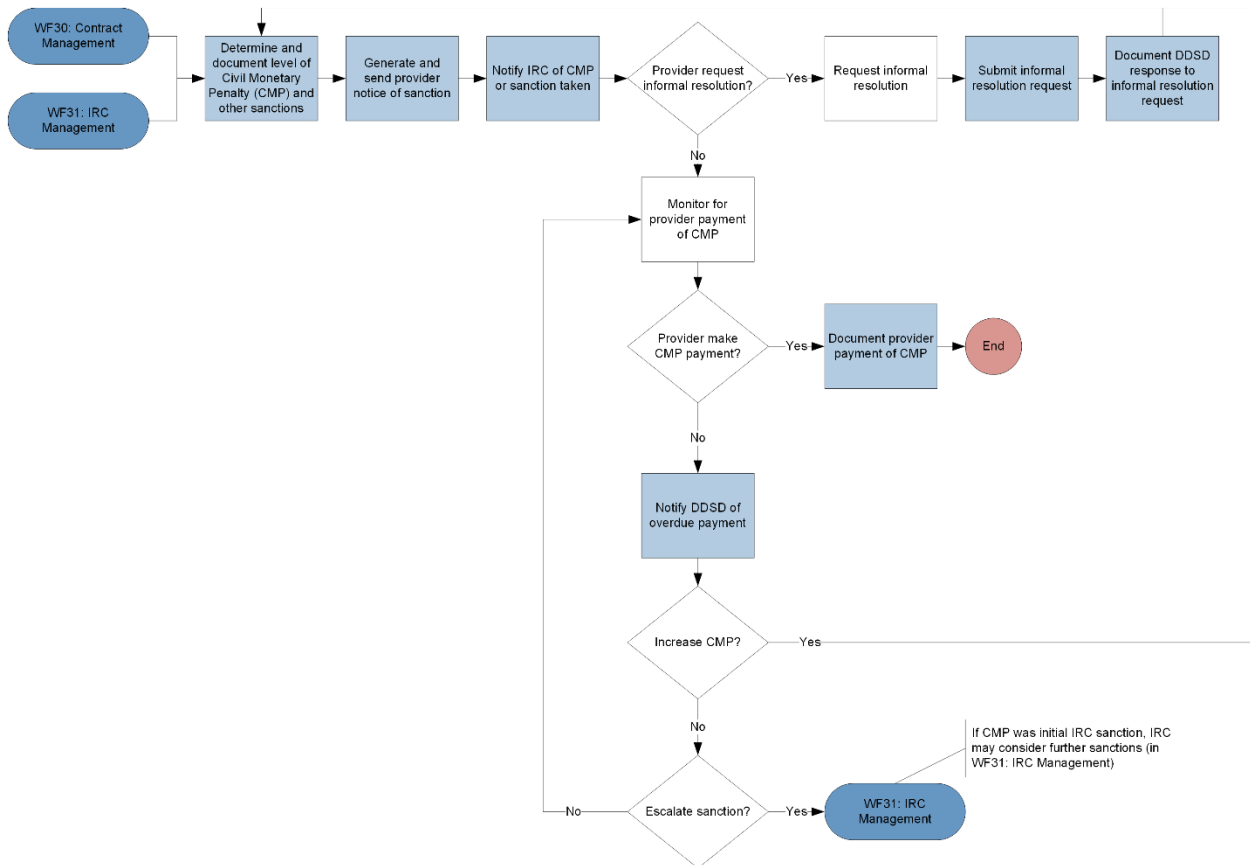 WF30: Contract
Management
WF31: IRC
Management
Determine and
document level of
Civil Monetary
Penalty (CMP) and
other sanctions
Generate and
send provider
notice of sanction
Notify IRC of CMP
or sanction taken
Provider request
informal resolution?
Yes
Request informal
resolution
Submit informal
resolution request
Document DDSD
response to
informal resolution
request
No
Monitor for
provider payment
of CMP
Provider make
CMP payment?
Yes
Document provider
payment of CMP
End
No
Notify DDSD of
overdue payment
Increase CMP?
Yes
No
Escalate sanction?
No
Yes
WF31: IRC
Management
If CMP was initial IRC sanction, IRC
may consider further sanctions (in
WF31: IRC Management)